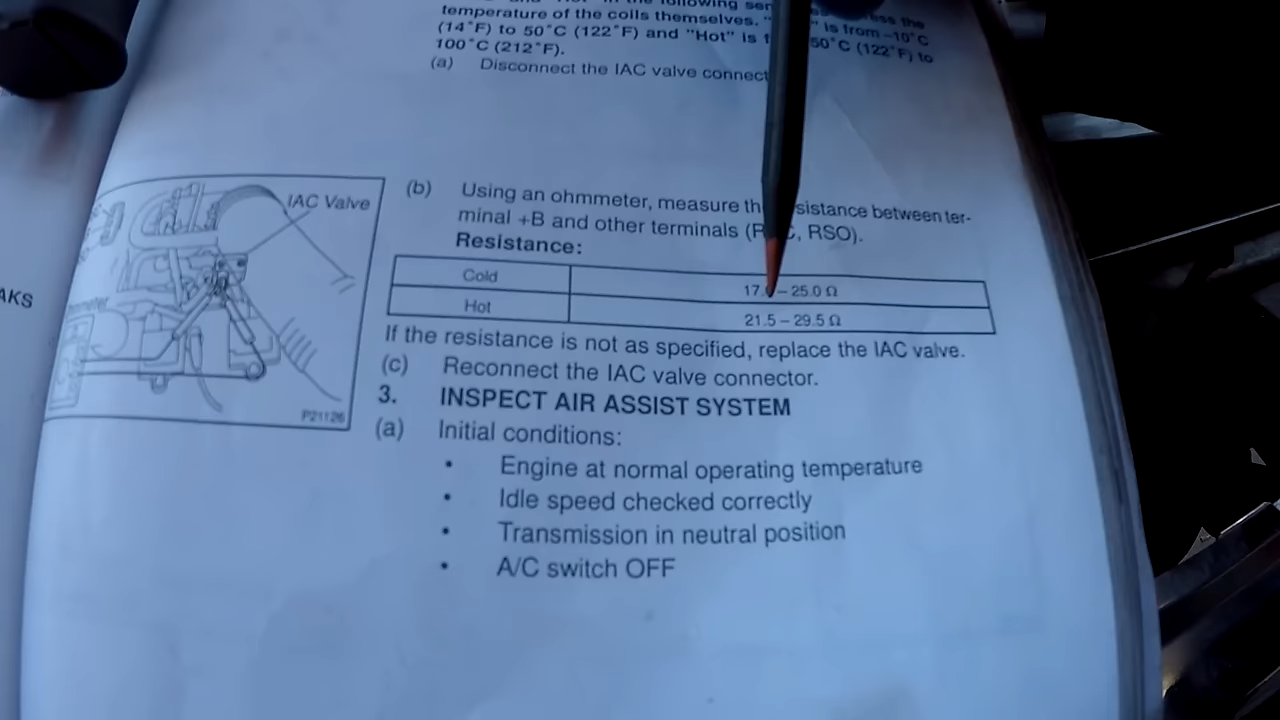 temperature of the coils themselves.
(14°F) to 50°C (122°F) and "Hot" is 50°C (122°F) to
100°C (212°F).
(a) Disconnect the IAC valve
IAC Valve
P21126
(b) Using an ohmmeter, measure between ter-
minal +B and other terminals RSO).
Resistance:
Cold – 25.0 Ω
Hot 21.5 – 29.5 Ω
If the resistance is not as specified, replace the IAC valve.
(c) Reconnect the IAC valve connector.
3. INSPECT AIR ASSIST SYSTEM
(a) Initial conditions:
• Engine at normal operating temperature
• Idle speed checked correctly
• Transmission in neutral position
• A/C switch OFF